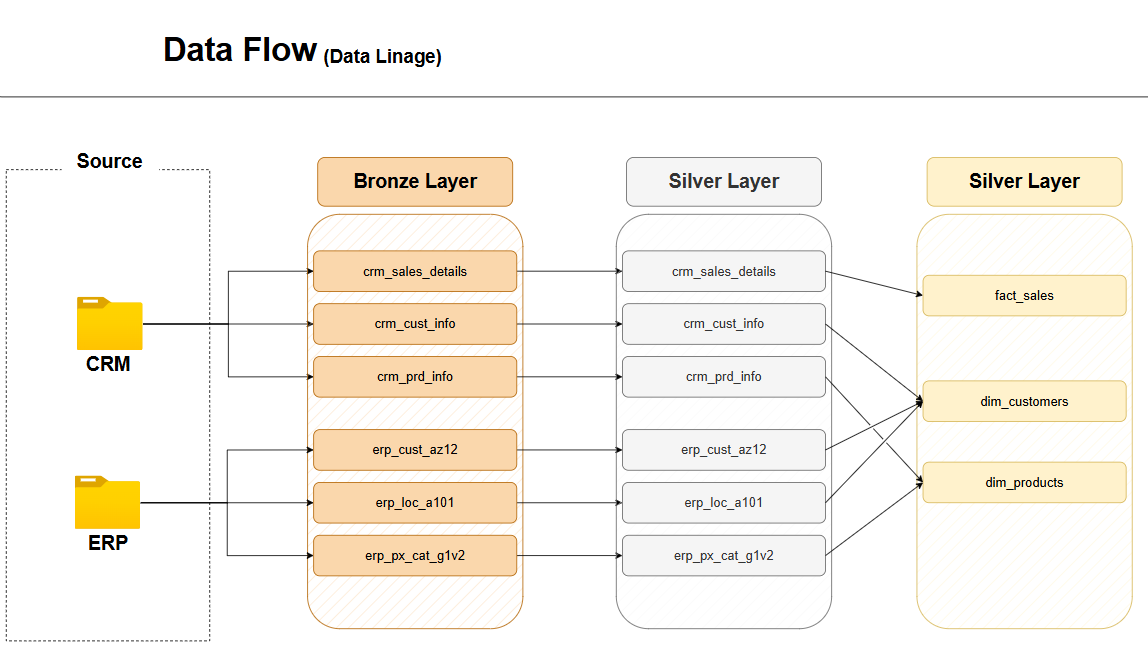 Data Flow (Data Linage)
Source
Bronze Layer
Silver Layer
Silver Layer
CRM
ERP
crm_sales_details
crm_cust_info
crm_prd_info
erp_cust_az12
erp_loc_a101
erp_px_cat_g1v2
crm_sales_details
crm_cust_info
crm_prd_info
erp_cust_az12
erp_loc_a101
erp_px_cat_g1v2
fact_sales
dim_customers
dim_products